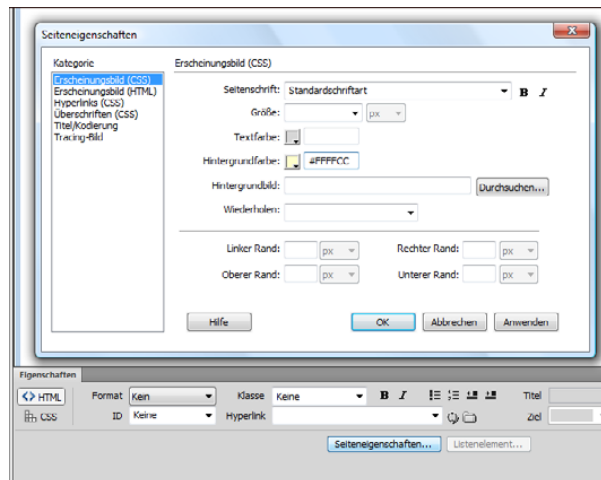 Seiteneigenschaften
Kategorie
Erscheinungsbild (CSS)
Erscheinungsbild (HTML)
Hyperlinks (CSS)
Überschriften (CSS)
Titel/Kodierung
Tracing-Bild
Erscheinungsbild (CSS)
Seitenschrift: Standardschriftart B I
Größe: px
Textfarbe:
Hintergrundfarbe: #FFFFCC
Hintergrundbild: Durchsuchen...
Wiederholen:
Linker Rand: px Rechter Rand: px
Oberer Rand: px Unterer Rand: px
Hilfe OK Abbrechen Anwenden
Eigenschaften
<> HTML Format Kein Klasse Keine B I Titel
CSS ID Keine Hyperlink Ziel
Seiteneigenschaften... Listenelement...